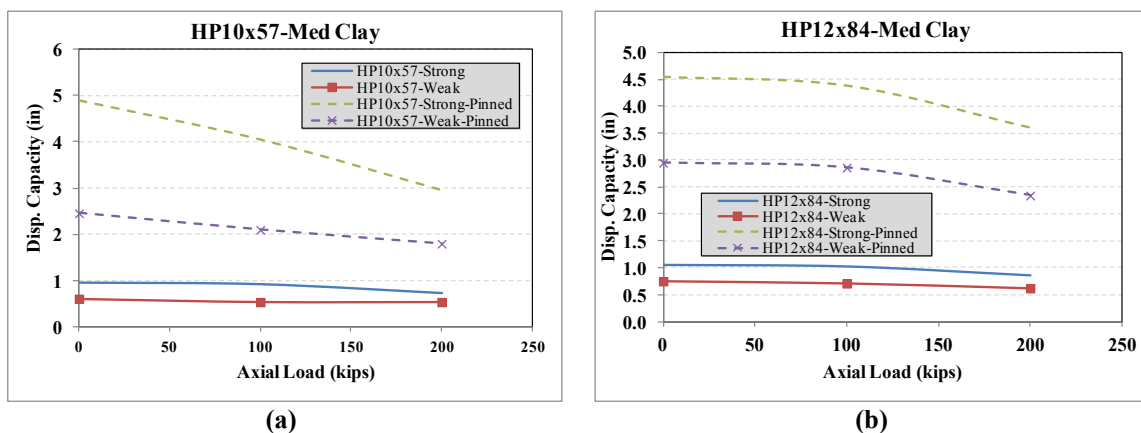 HP10x57-Med Clay
6
5
4
3
2
1
0
Disp. Capacity (in)
HP10x57-Strong
HP10x57-Weak
HP10x57-Strong-Pinned
HP10x57-Weak-Pinned
0 50 100 150 200 250
Axial Load (kips)
(a)
HP12x84-Med Clay
5.0
4.5
4.0
3.5
3.0
2.5
2.0
1.5
1.0
0.5
0.0
Disp. Capacity (in)
HP12x84-Strong
HP12x84-Weak
HP12x84-Strong-Pinned
HP12x84-Weak-Pinned
0 50 100 150 200 250
Axial Load (kips)
(b)